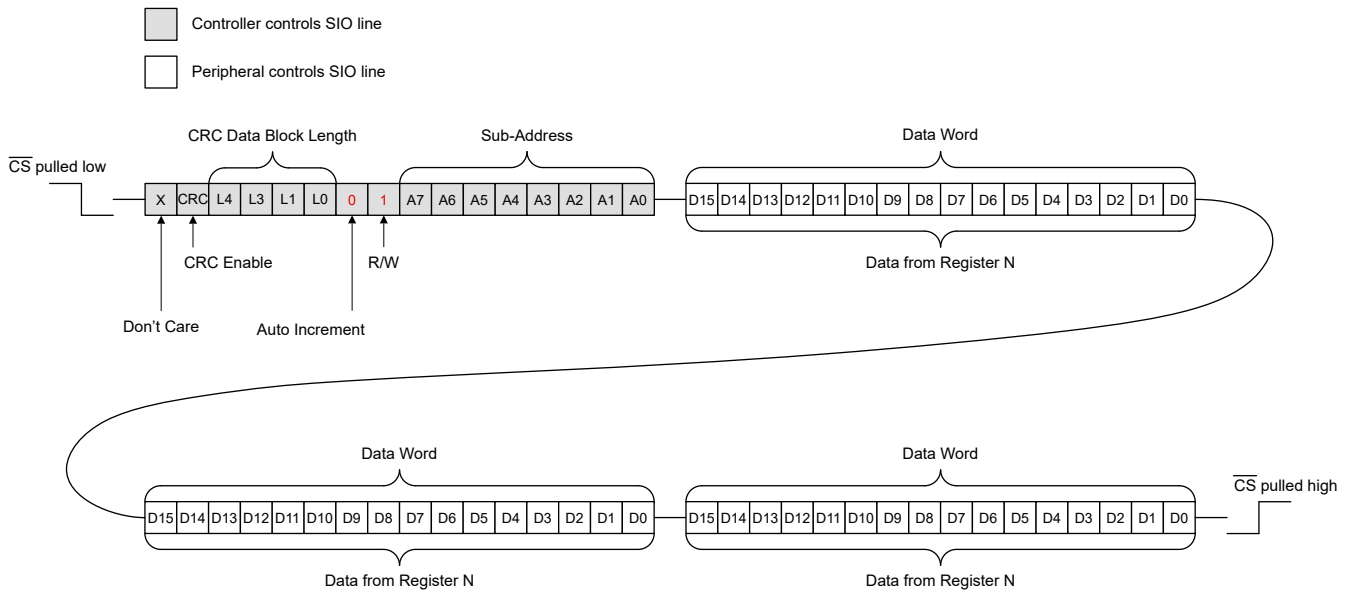 Controller controls SIO line
Peripheral controls SIO line
CRC Data Block Length
Sub-Address
Data Word
CS pulled low
X CRC L4 L3 L1 L0 0 1 A7 A6 A5 A4 A3 A2 A1 A0
D15 D14 D13 D12 D11 D10 D9 D8 D7 D6 D5 D4 D3 D2 D1 D0
CRC Enable
R/W
Data from Register N
Don't Care
Auto Increment
Data Word
Data Word
CS pulled high
D15 D14 D13 D12 D11 D10 D9 D8 D7 D6 D5 D4 D3 D2 D1 D0
D15 D14 D13 D12 D11 D10 D9 D8 D7 D6 D5 D4 D3 D2 D1 D0
Data from Register N
Data from Register N